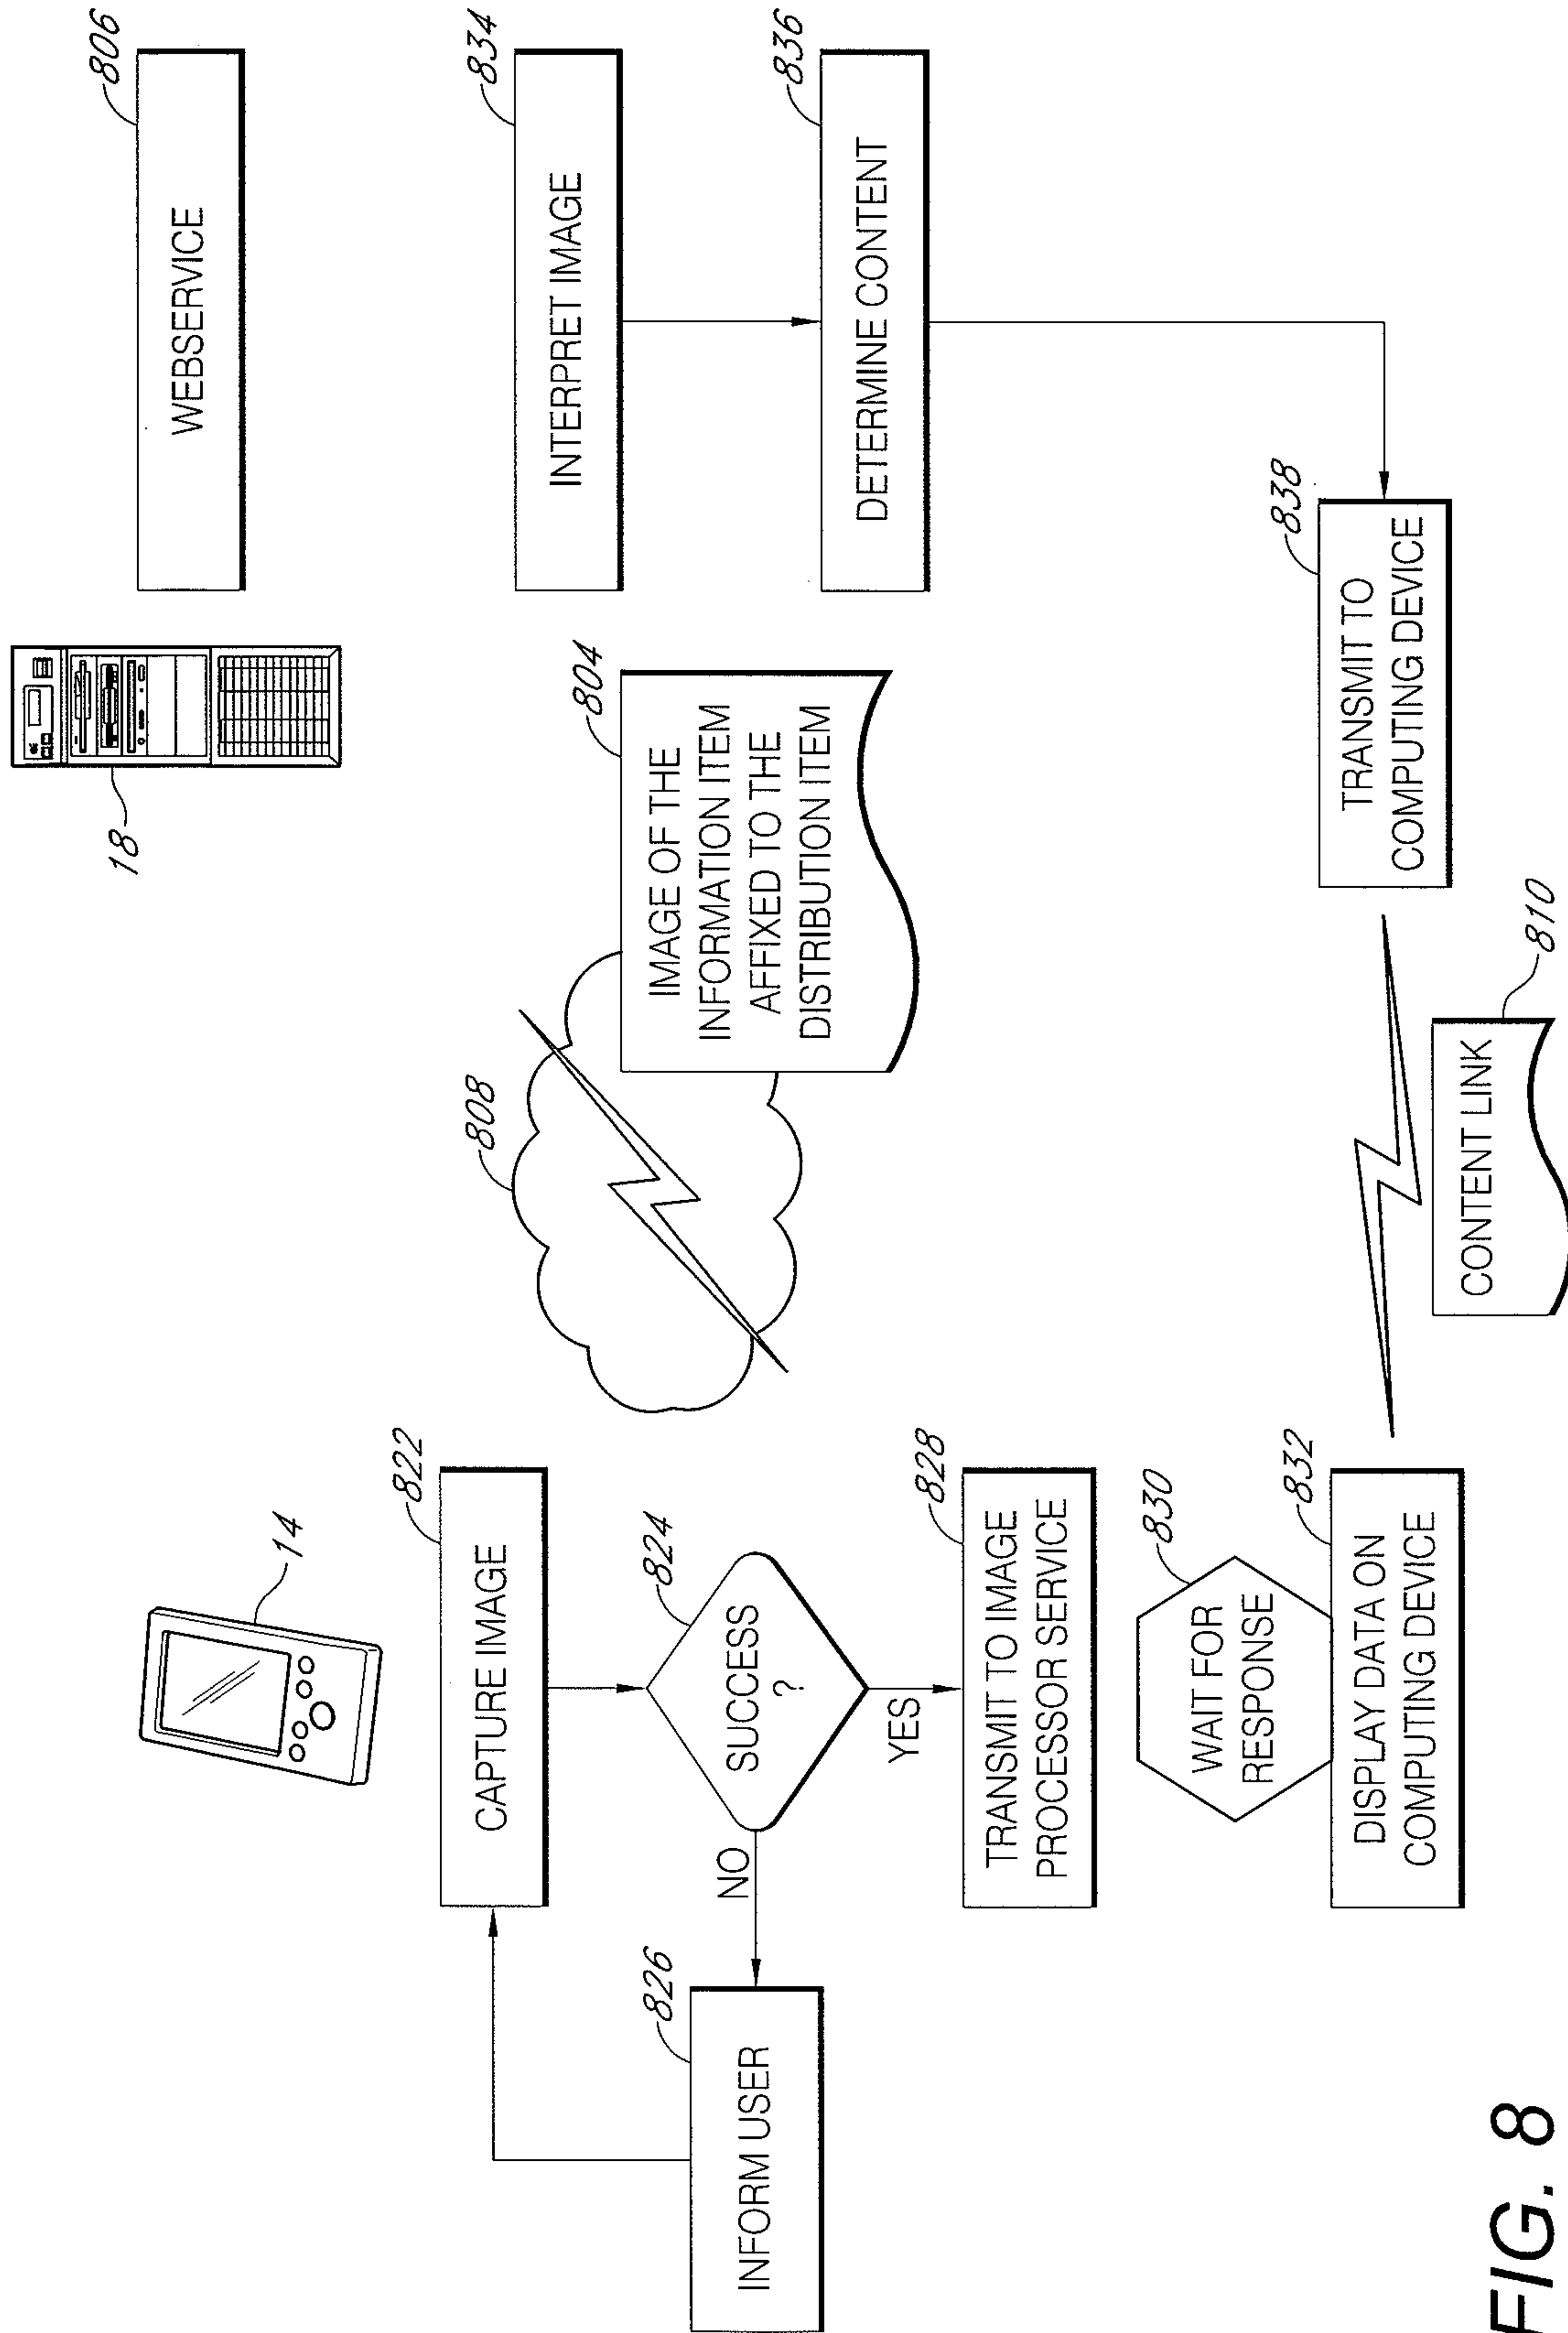 14
18
WEBSERVICE
806
CAPTURE IMAGE
822
808
INTERPRET IMAGE
834
SUCCESS
?
824
NO
YES
INFORM USER
826
IMAGE OF THE
INFORMATION ITEM
AFFIXED TO THE
DISTRIBUTION ITEM
804
DETERMINE CONTENT
836
TRANSMIT TO IMAGE
PROCESSOR SERVICE
828
WAIT FOR
RESPONSE
830
DISPLAY DATA ON
COMPUTING DEVICE
832
TRANSMIT TO
COMPUTING DEVICE
838
CONTENT LINK
810
FIG. 8